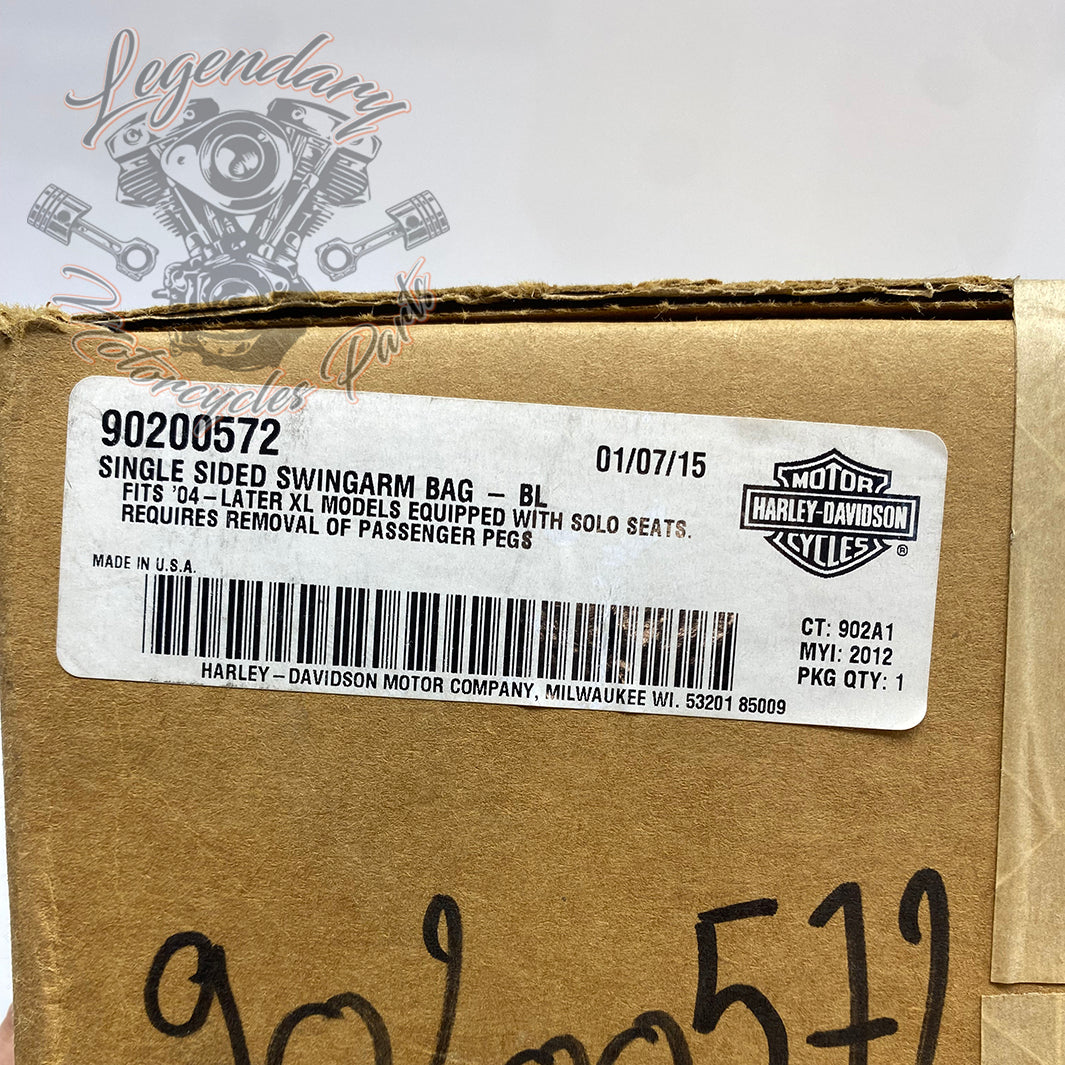 Legendary
Motorcycles Parts
90200572
01/07/15
SINGLE SIDED SWINGARM BAG – BL
FITS '04–LATER XL MODELS EQUIPPED WITH SOLO SEATS.
REQUIRES REMOVAL OF PASSENGER PEGS
MOTOR
HARLEY-DAVIDSON
CYCLES
®
MADE IN U.S.A.
CT: 902A1
MYI: 2012
PKG QTY: 1
HARLEY–DAVIDSON MOTOR COMPANY, MILWAUKEE WI. 53201 85009
90200572